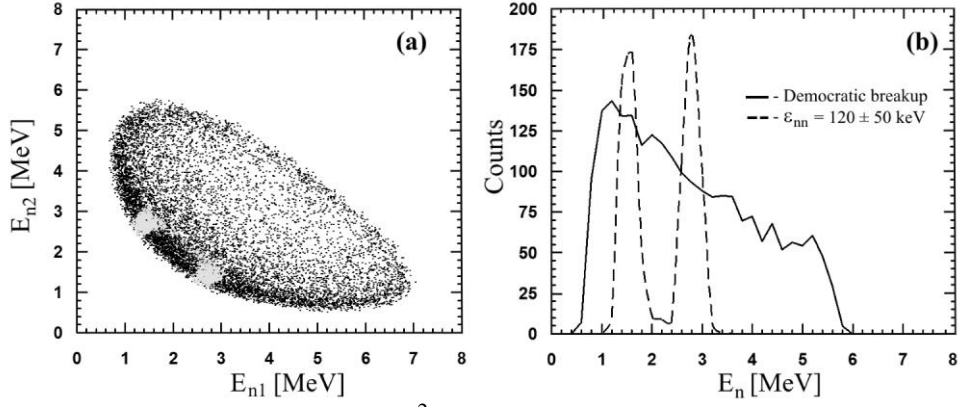 (a)
8
7
6
5
4
3
2
1
0
E_n2 [MeV]
0 1 2 3 4 5 6 7 8
E_n1 [MeV]
(b)
200
175
150
125
100
75
50
25
0
Counts
- Democratic breakup
- ε_nn = 120 ± 50 keV
0 1 2 3 4 5 6 7 8
E_n [MeV]
2